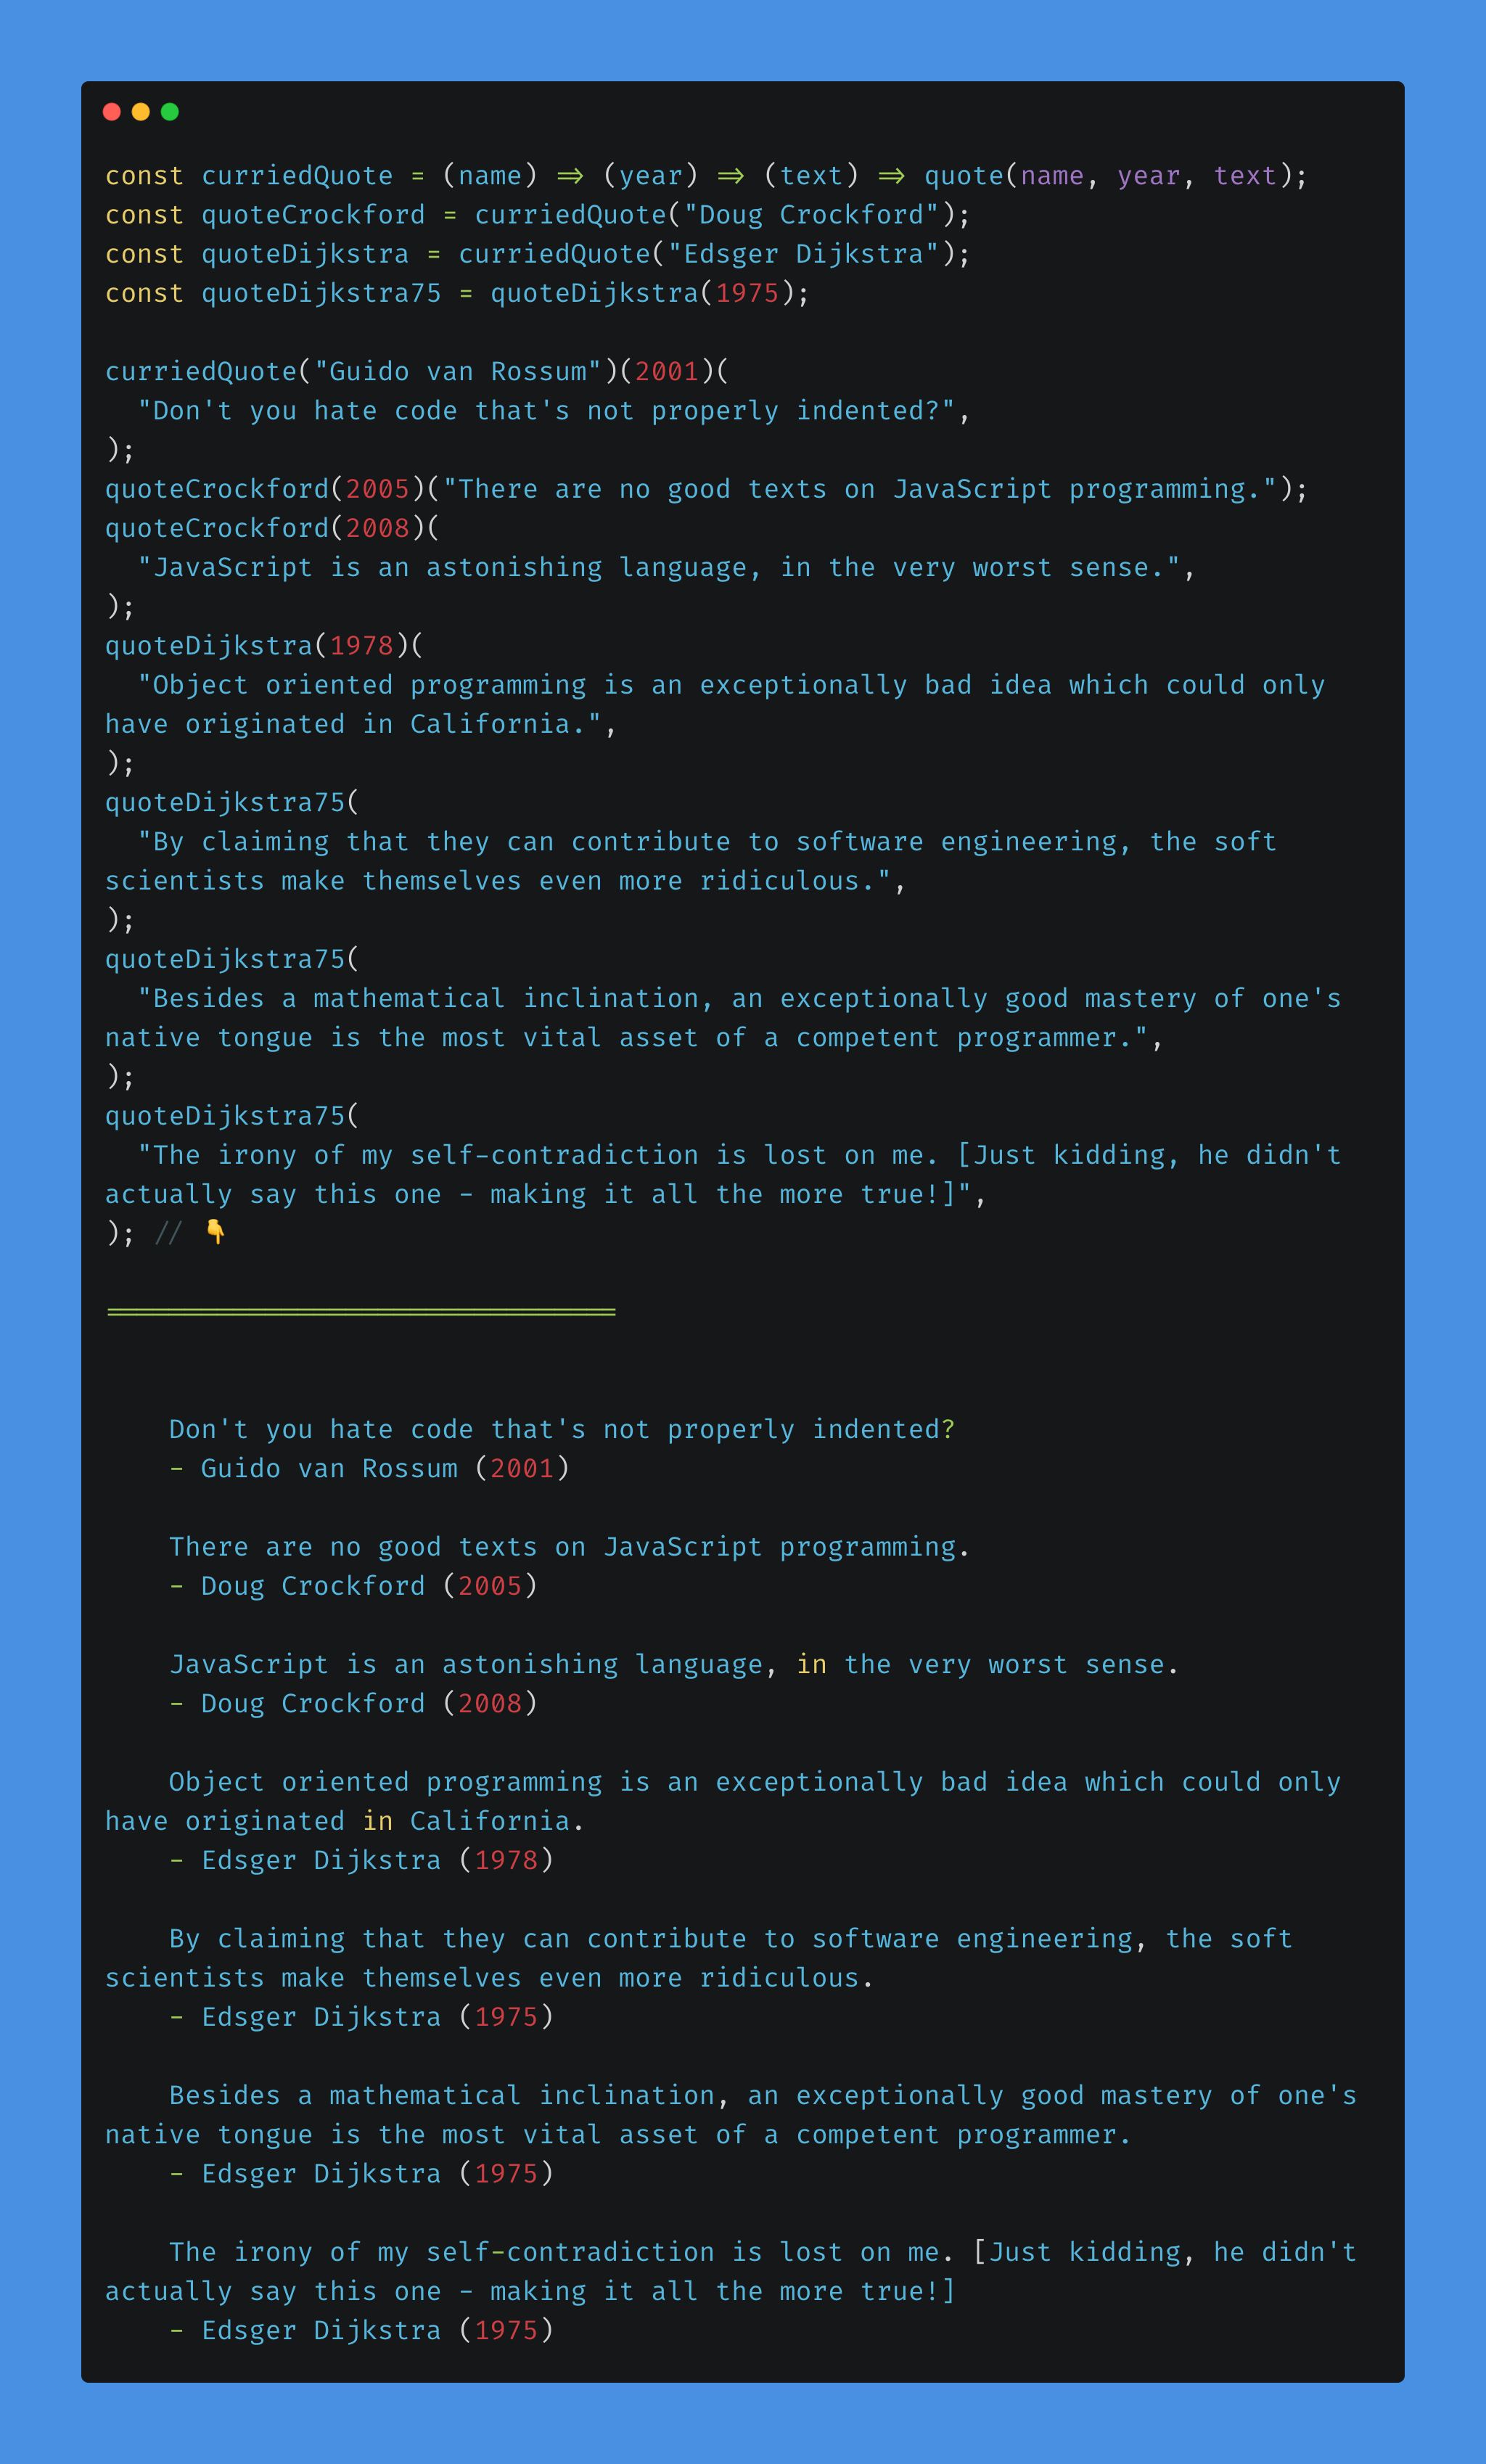 const curriedQuote = (name) => (year) => (text) => quote(name, year, text);
const quoteCrockford = curriedQuote("Doug Crockford");
const quoteDijkstra = curriedQuote("Edsger Dijkstra");
const quoteDijkstra75 = quoteDijkstra(1975);

curriedQuote("Guido van Rossum")(2001)(
  "Don't you hate code that's not properly indented?",
);
quoteCrockford(2005)("There are no good texts on JavaScript programming.");
quoteCrockford(2008)(
  "JavaScript is an astonishing language, in the very worst sense.",
);
quoteDijkstra(1978)(
  "Object oriented programming is an exceptionally bad idea which could only
have originated in California.",
);
quoteDijkstra75(
  "By claiming that they can contribute to software engineering, the soft
scientists make themselves even more ridiculous.",
);
quoteDijkstra75(
  "Besides a mathematical inclination, an exceptionally good mastery of one's
native tongue is the most vital asset of a competent programmer.",
);
quoteDijkstra75(
  "The irony of my self-contradiction is lost on me. [Just kidding, he didn't
actually say this one - making it all the more true!]",
); // 👇

================================

    Don't you hate code that's not properly indented?
    - Guido van Rossum (2001)

    There are no good texts on JavaScript programming.
    - Doug Crockford (2005)

    JavaScript is an astonishing language, in the very worst sense.
    - Doug Crockford (2008)

    Object oriented programming is an exceptionally bad idea which could only
have originated in California.
    - Edsger Dijkstra (1978)

    By claiming that they can contribute to software engineering, the soft
scientists make themselves even more ridiculous.
    - Edsger Dijkstra (1975)

    Besides a mathematical inclination, an exceptionally good mastery of one's
native tongue is the most vital asset of a competent programmer.
    - Edsger Dijkstra (1975)

    The irony of my self-contradiction is lost on me. [Just kidding, he didn't
actually say this one - making it all the more true!]
    - Edsger Dijkstra (1975)